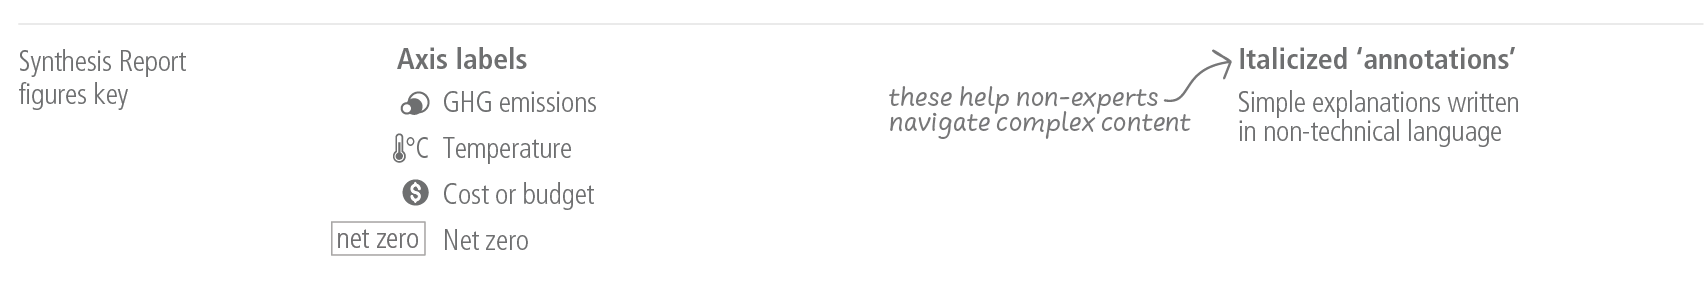 Synthesis Report
figures key
Axis labels
GHG emissions
°C Temperature
$ Cost or budget
net zero Net zero
these help non-experts
navigate complex content
Italicized ‘annotations’
Simple explanations written
in non-technical language